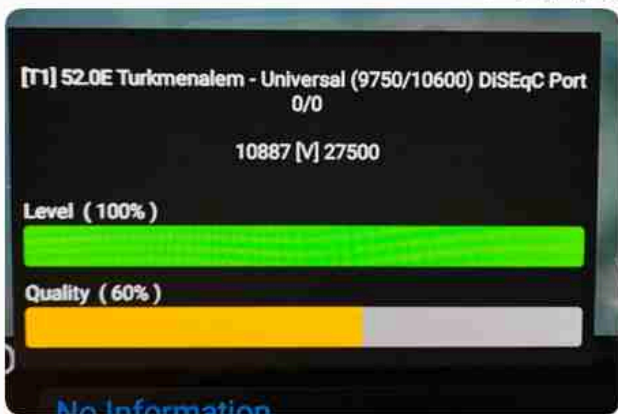 [T1] 52.0E Turkmenalem - Universal (9750/10600) DiSEqC Port
0/0
10887 [V] 27500
Level ( 100% )
Quality ( 60% )
No Information